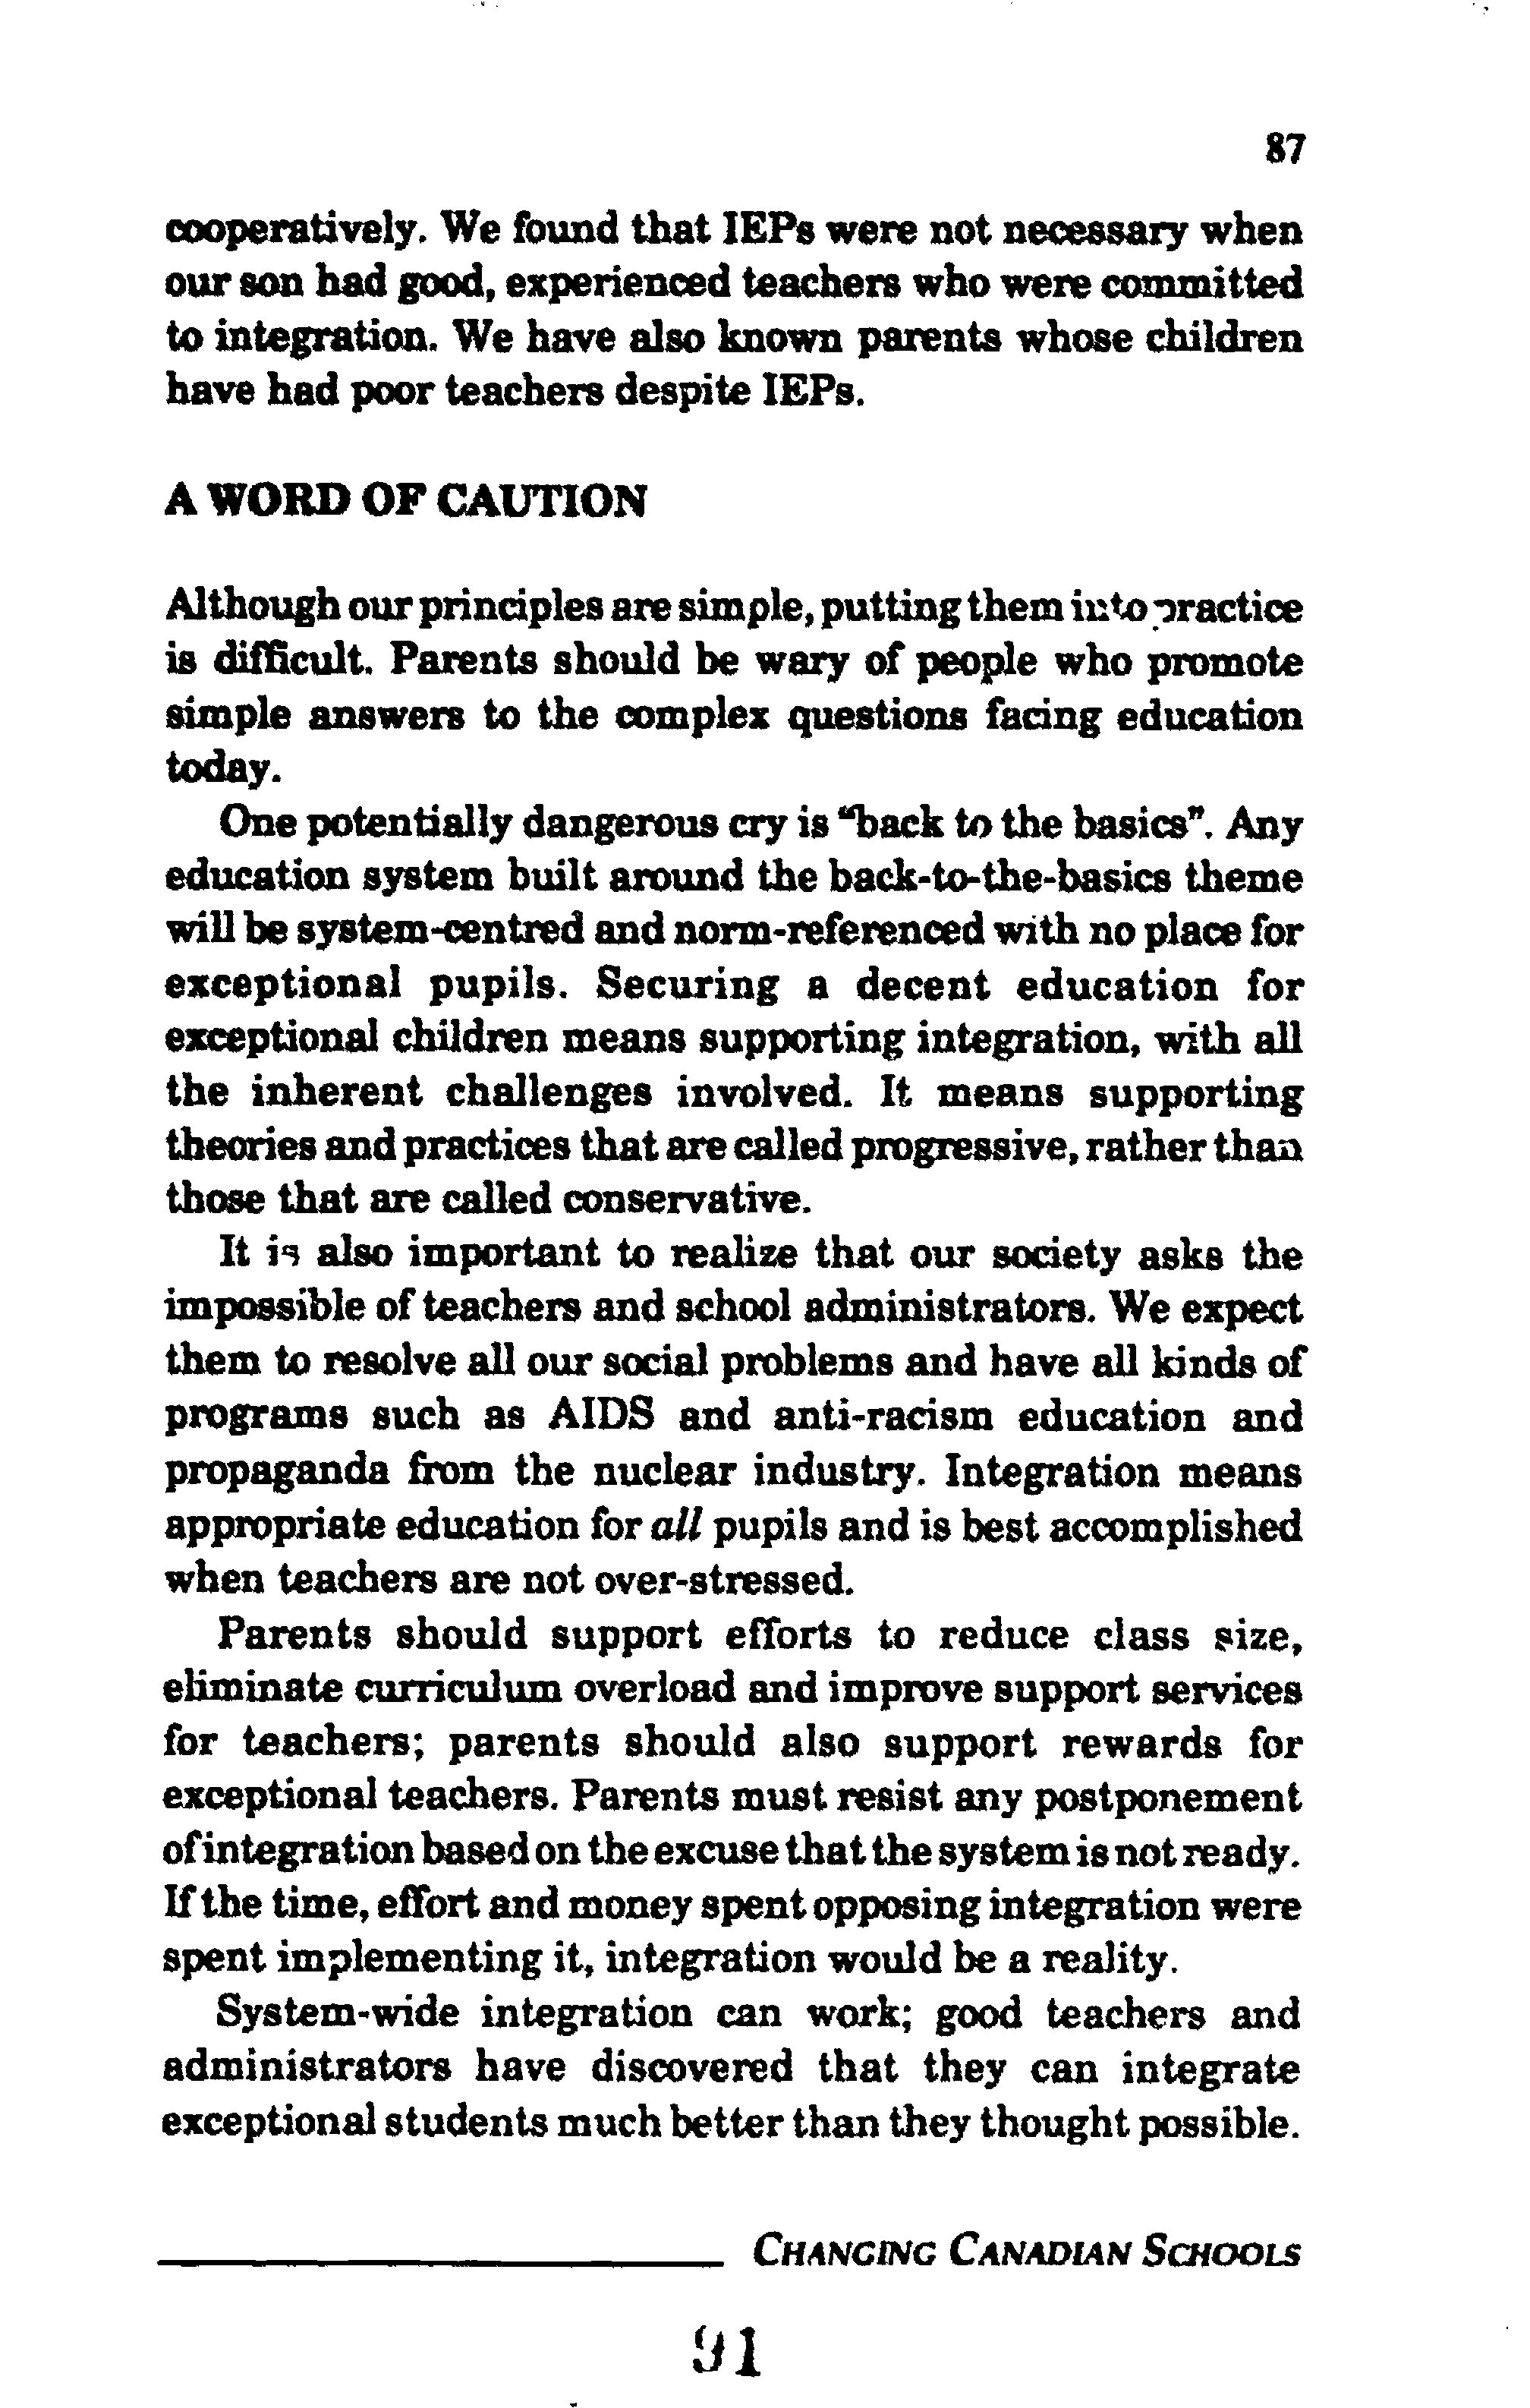 87
cooperatively. We found that IEPs were not necessary when
our son had good, experienced teachers who were committed
to integration. We have also known parents whose children
have had poor teachers despite IEPs.
A WORD OF CAUTION
Although our principles are simple, putting them into practice
is difficult. Parents should be wary of people who promote
simple answers to the complex questions facing education
today.
One potentially dangerous cry is "back to the basics". Any
education system built around the back-to-the-basics theme
will be system-centred and norm-referenced with no place for
exceptional pupils. Securing a decent education for
exceptional children means supporting integration, with all
the inherent challenges involved. It means supporting
theories and practices that are called progressive, rather than
those that are called conservative.
It is also important to realize that our society asks the
impossible of teachers and school administrators. We expect
them to resolve all our social problems and have all kinds of
programs such as AIDS and anti-racism education and
propaganda from the nuclear industry. Integration means
appropriate education for all pupils and is best accomplished
when teachers are not over-stressed.
Parents should support efforts to reduce class size,
eliminate curriculum overload and improve support services
for teachers; parents should also support rewards for
exceptional teachers. Parents must resist any postponement
of integration based on the excuse that the system is not ready.
If the time, effort and money spent opposing integration were
spent implementing it, integration would be a reality.
System-wide integration can work; good teachers and
administrators have discovered that they can integrate
exceptional students much better than they thought possible.
CHANGING CANADIAN SCHOOLS
91